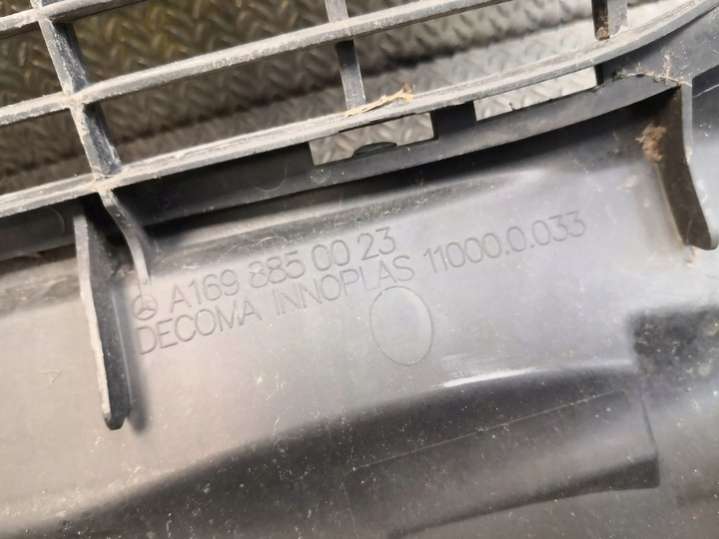 A169 885 00 23
DECOMA INNOPLAS 11000.0.033